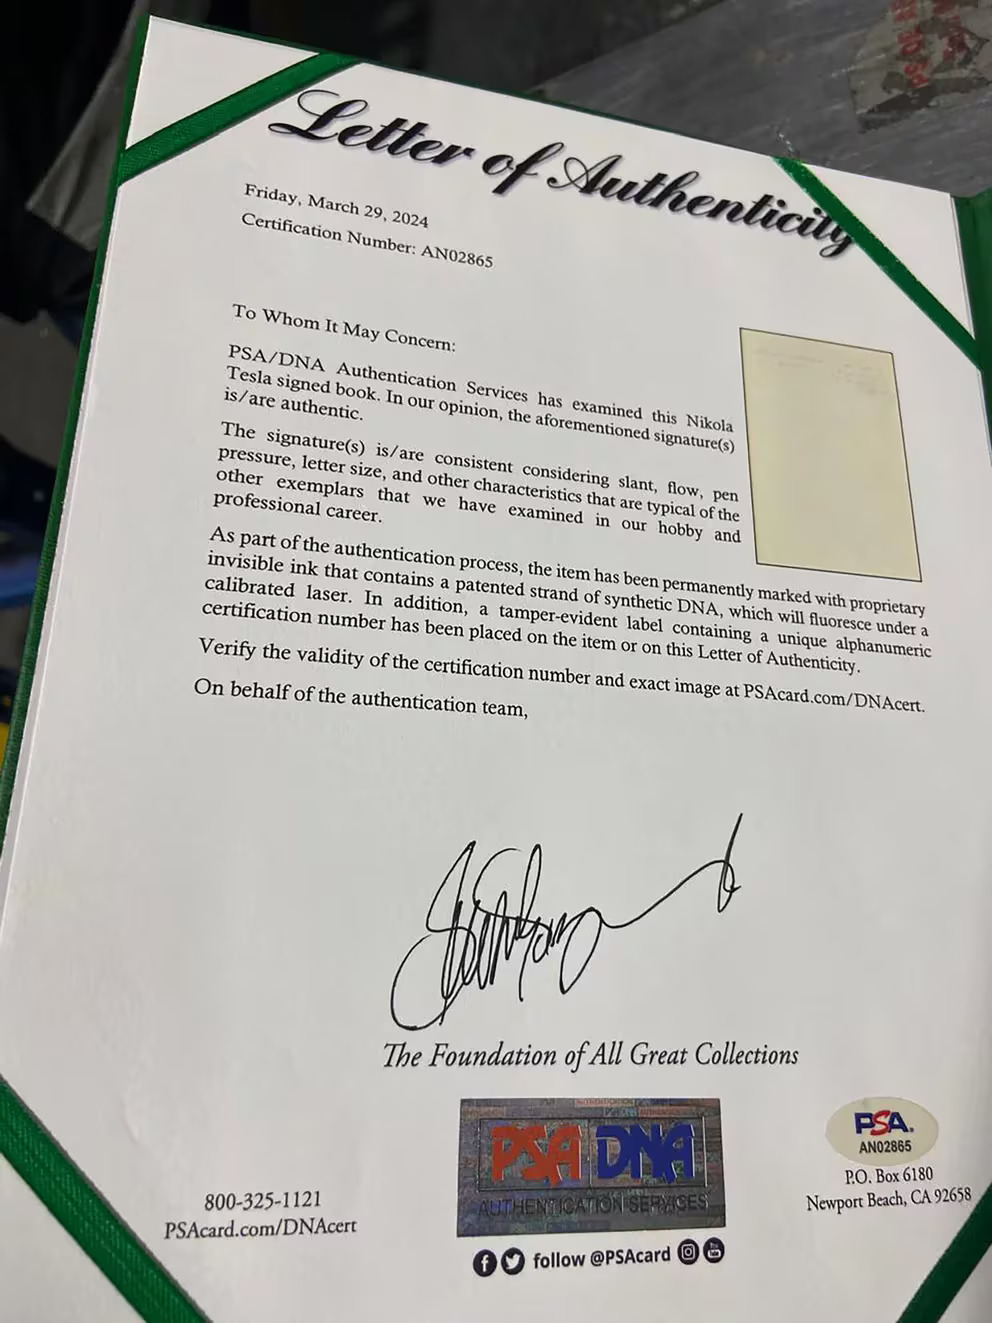 Letter of Authenticity
Friday, March 29, 2024
Certification Number: AN02865
To Whom It May Concern:
PSA/DNA Authentication Services has examined this Nikola
Tesla signed book. In our opinion, the aforementioned signature(s)
is/are authentic.
The signature(s) is/are consistent considering slant, flow, pen
pressure, letter size, and other characteristics that are typical of the
other exemplars that we have examined in our hobby and
professional career.
As part of the authentication process, the item has been permanently marked with proprietary
invisible ink that contains a patented strand of synthetic DNA, which will fluoresce under a
calibrated laser. In addition, a tamper-evident label containing a unique alphanumeric
certification number has been placed on the item or on this Letter of Authenticity.
Verify the validity of the certification number and exact image at PSAcard.com/DNAcert.
On behalf of the authentication team,
The Foundation of All Great Collections
PSA DNA
AUTHENTICATION SERVICES
PSA.
AN02865
P.O. Box 6180
Newport Beach, CA 92658
800-325-1121
PSAcard.com/DNAcert
follow @PSAcard